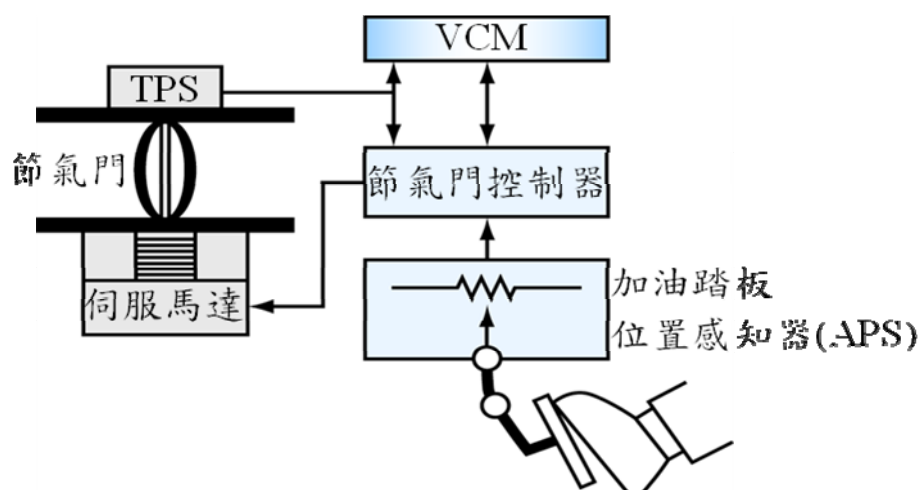 VCM
TPS
節氣門
節氣門控制器
伺服馬達
加油踏板
位置感知器(APS)